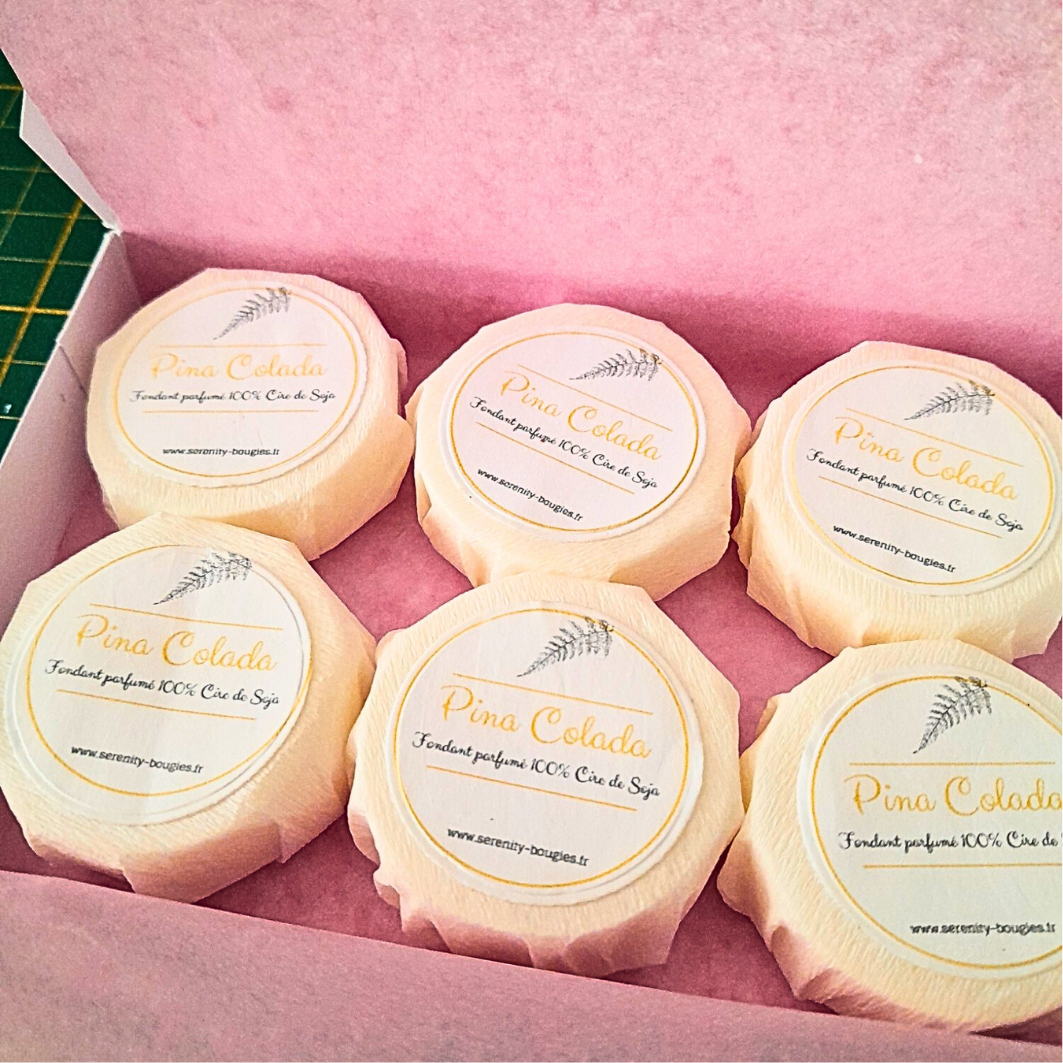 Pina Colada
Fondant parfumé 100% Cire de Soja
www.serenity-bougies.fr
Pina Colada
Fondant parfumé 100% Cire de Soja
www.serenity-bougies.fr
Pina Colada
Fondant parfumé 100% Cire de Soja
www.serenity-bougies.fr
Pina Colada
Fondant parfumé 100% Cire de Soja
www.serenity-bougies.fr
Pina Colada
Fondant parfumé 100% Cire de Soja
www.serenity-bougies.fr
Pina Colada
Fondant parfumé 100% Cire de
www.serenity-bougies.fr